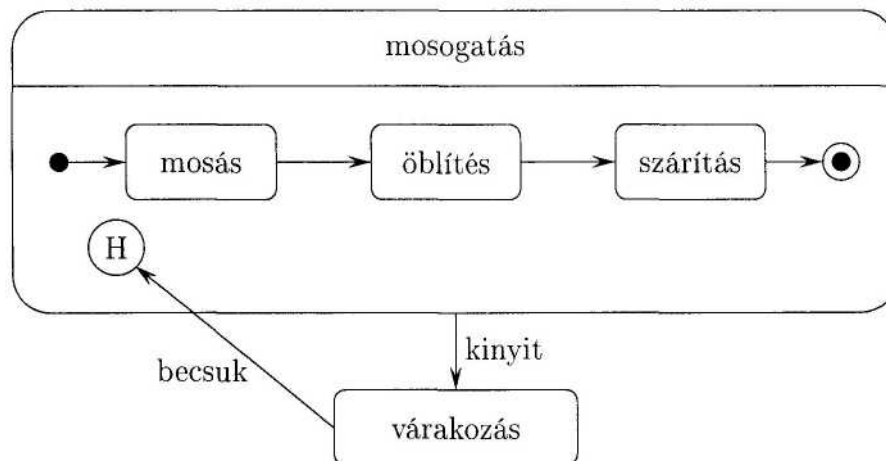 mosogatás
mosás öblítés szárítás
H
becsuk kinyit
várakozás